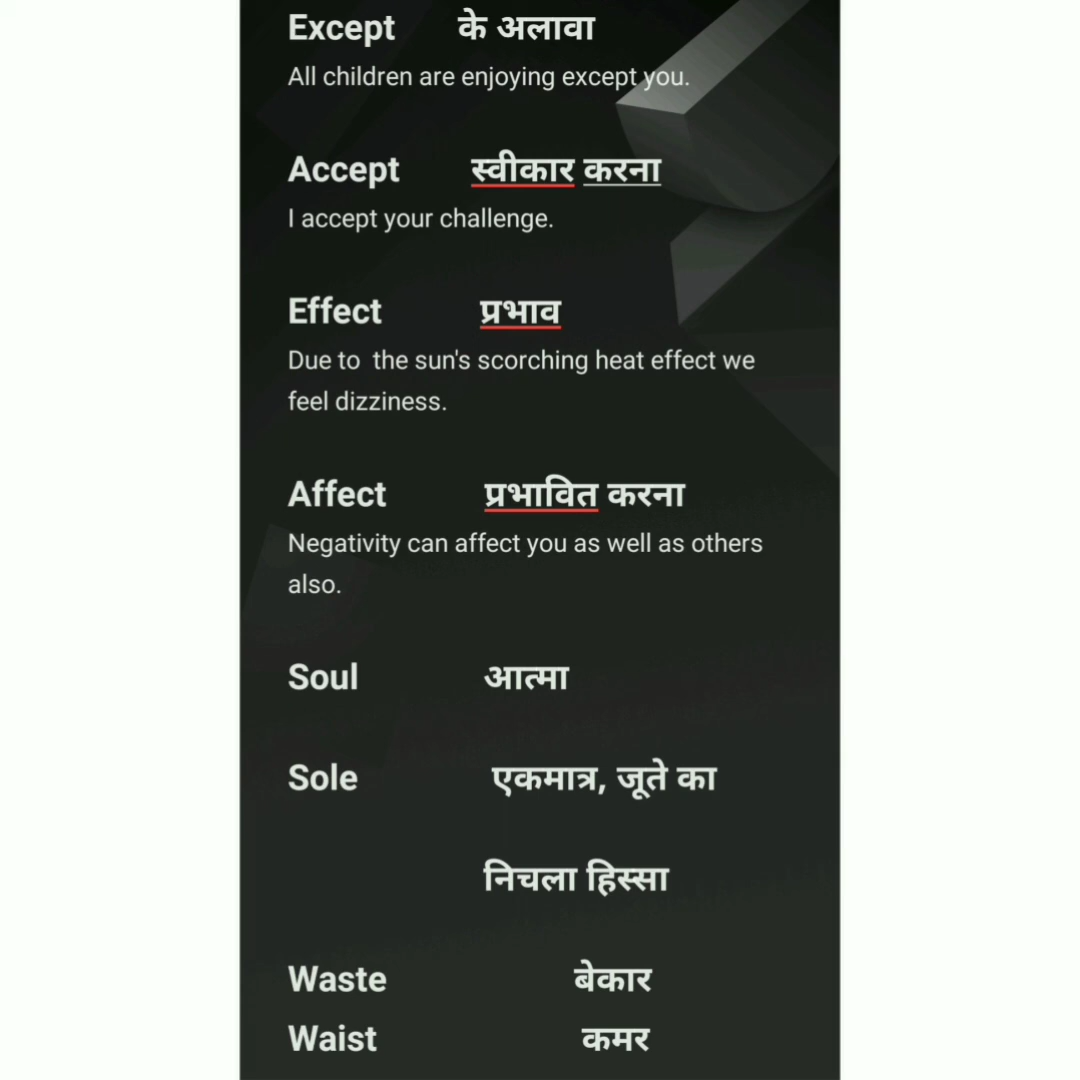 Except के अलावा
All children are enjoying except you.
Accept स्वीकार करना
I accept your challenge.
Effect प्रभाव
Due to  the sun's scorching heat effect we
feel dizziness.
Affect प्रभावित करना
Negativity can affect you as well as others
also.
Soul आत्मा
Sole एकमात्र, जूते का
निचला हिस्सा
Waste बेकार
Waist कमर